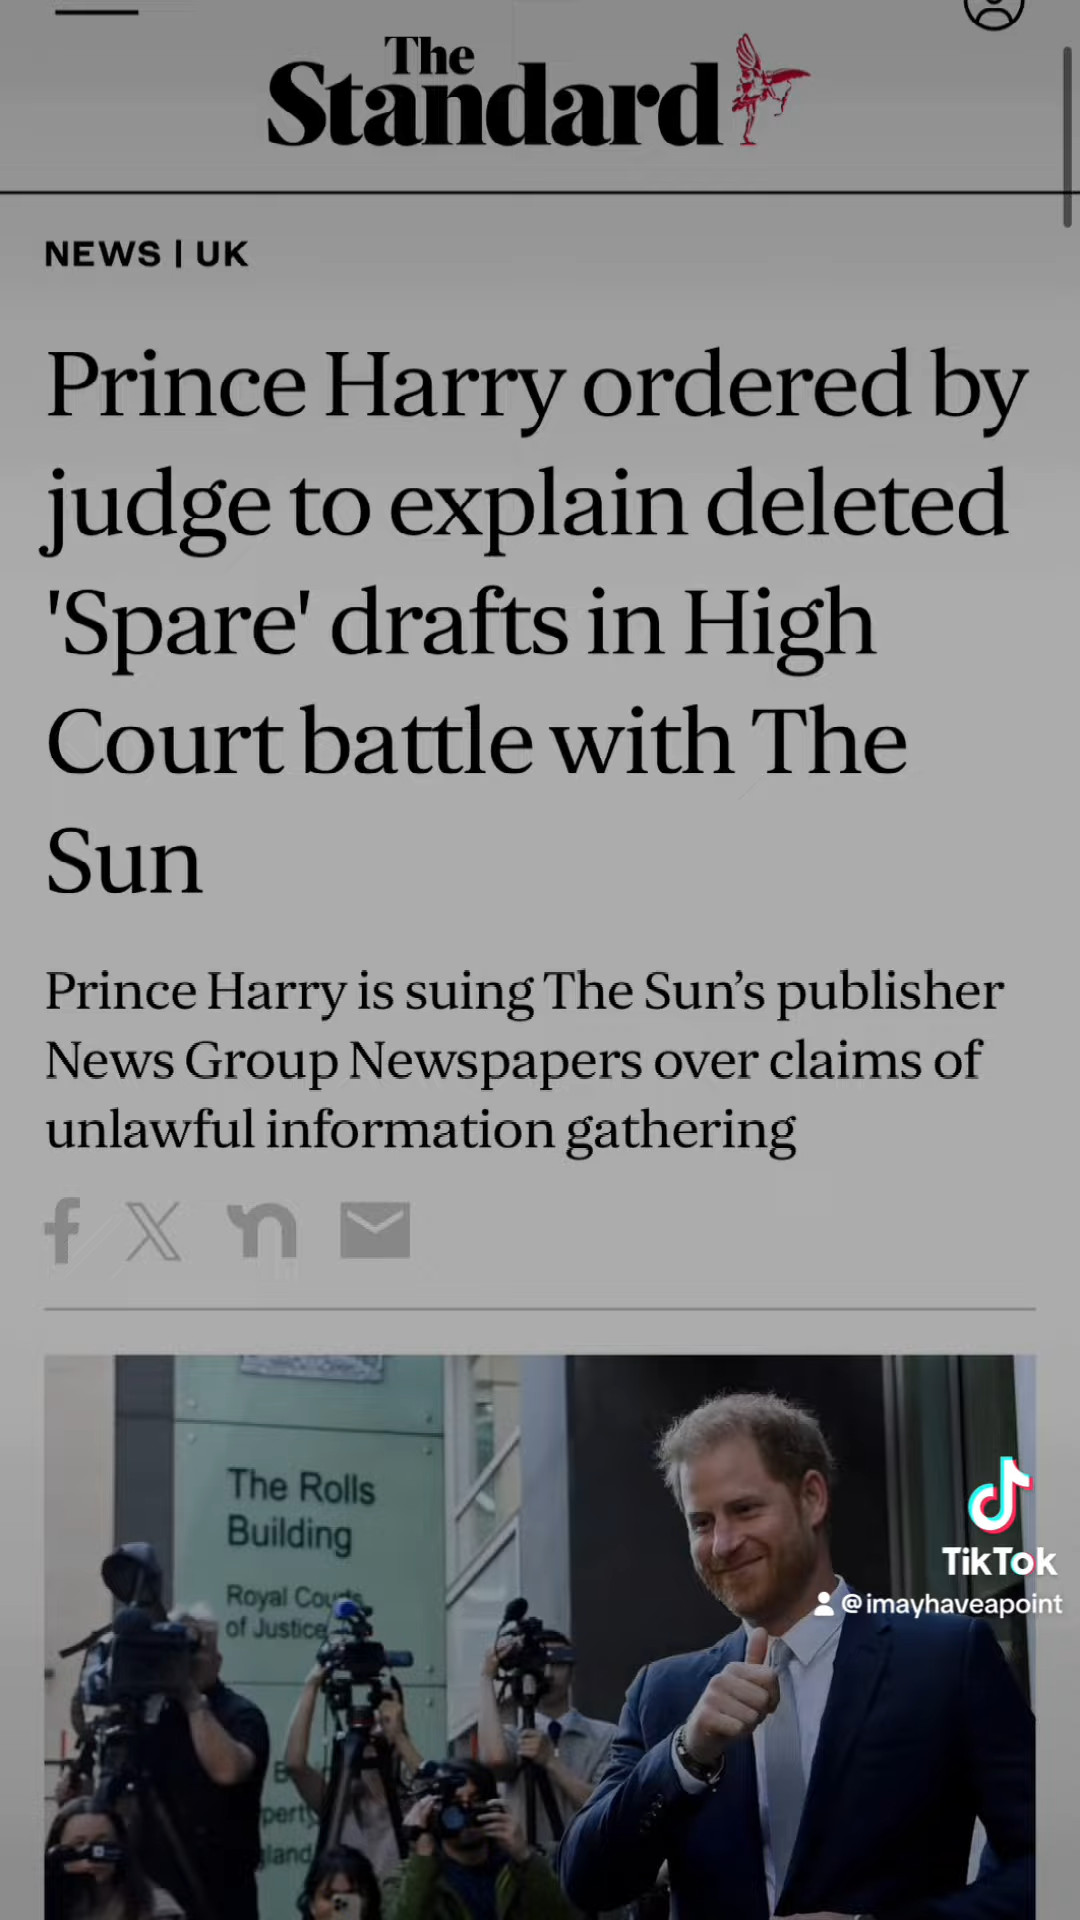 The
Standard
NEWS | UK
Prince Harry ordered by
judge to explain deleted
'Spare' drafts in High
Court battle with The
Sun
Prince Harry is suing The Sun’s publisher
News Group Newspapers over claims of
unlawful information gathering
The Rolls
Building
Royal Courts
of Justice
TikTok
@imayhaveapoint